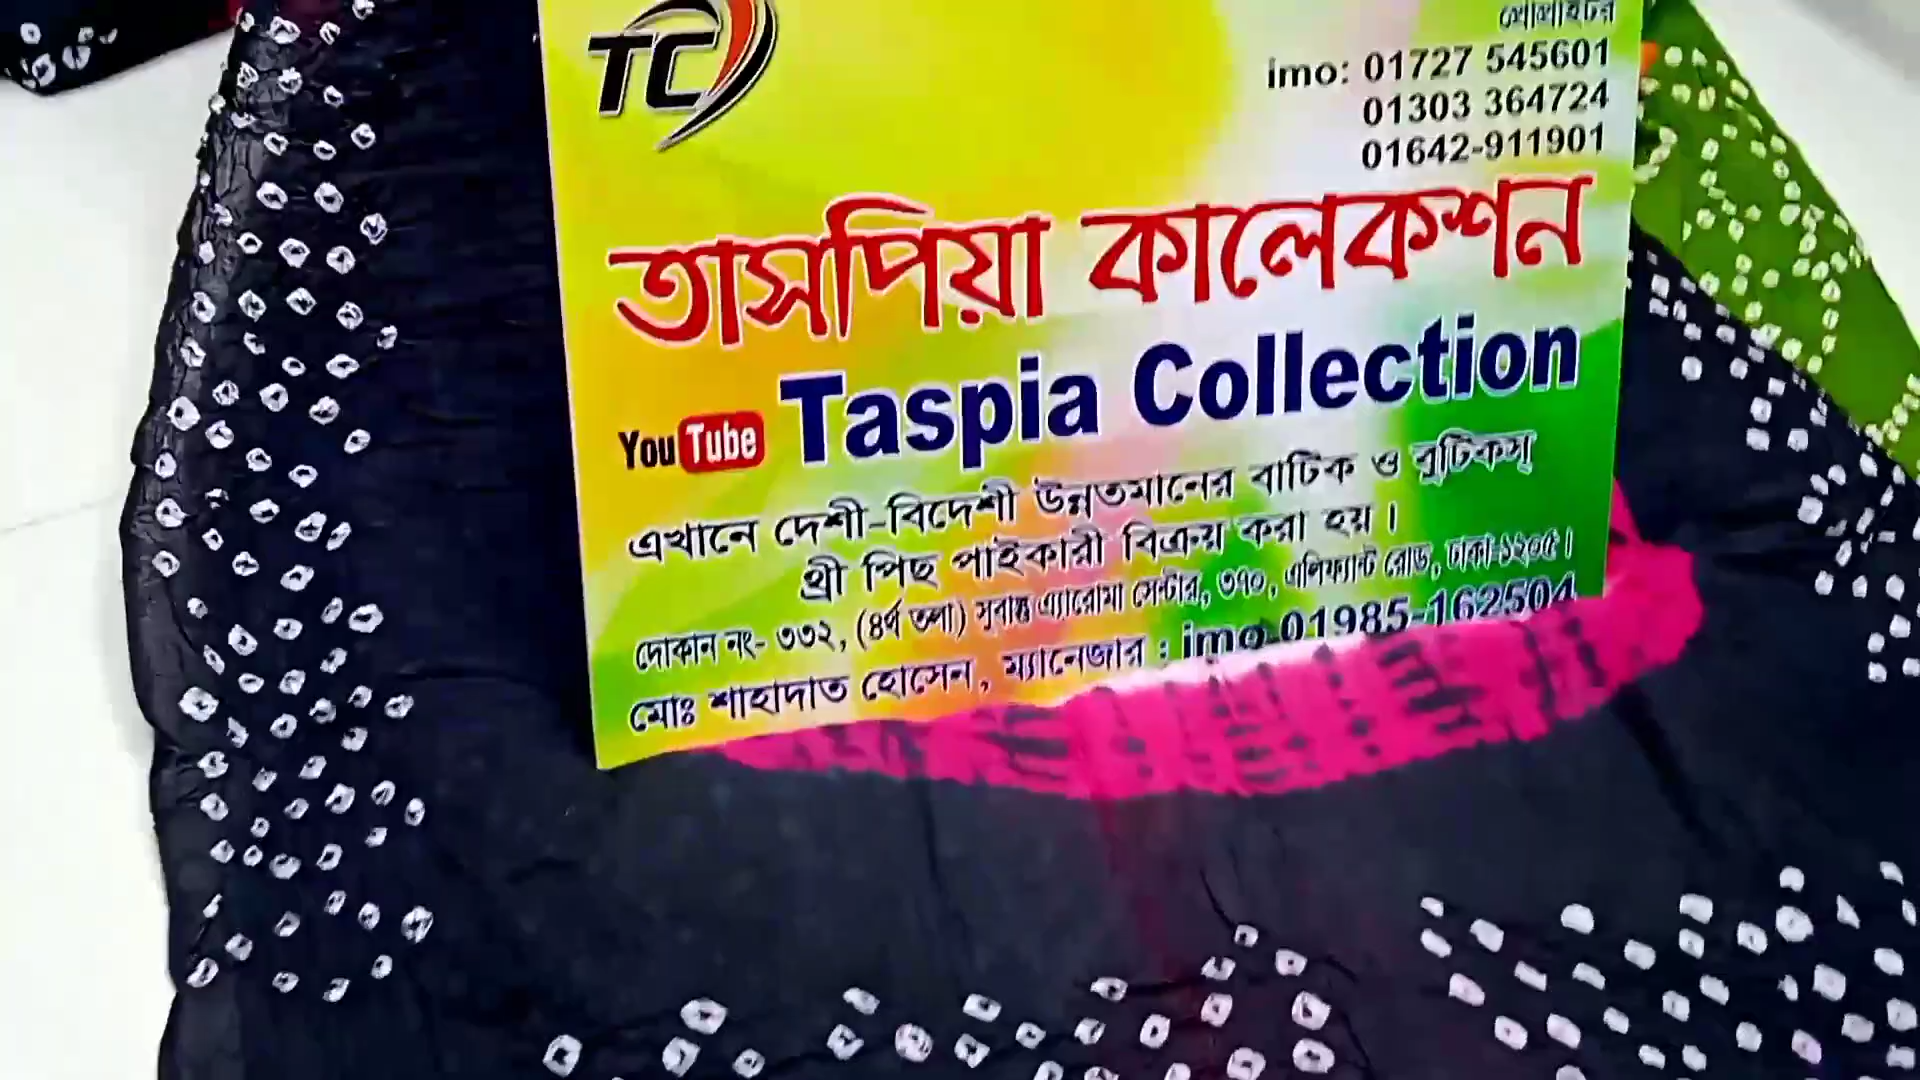 TC
প্রোপাইটর
imo: 01727 545601
01303 364724
01642-911901
তাসপিয়া কালেকশন
YouTube Taspia Collection
এখানে দেশী-বিদেশী উন্নতমানের বাটিক ও বুটিকস্
থ্রী পিছ পাইকারী বিক্রয় করা হয়।
দোকান নং- ৩৩২, (৪র্থ তলা) সুবাস্তু এ্যারোমা সেন্টার, ৩৭০, এলিফ্যান্ট রোড, ঢাকা-১২০৫।
মোঃ শাহাদাত হোসেন, ম্যানেজার : imo-01985-162504